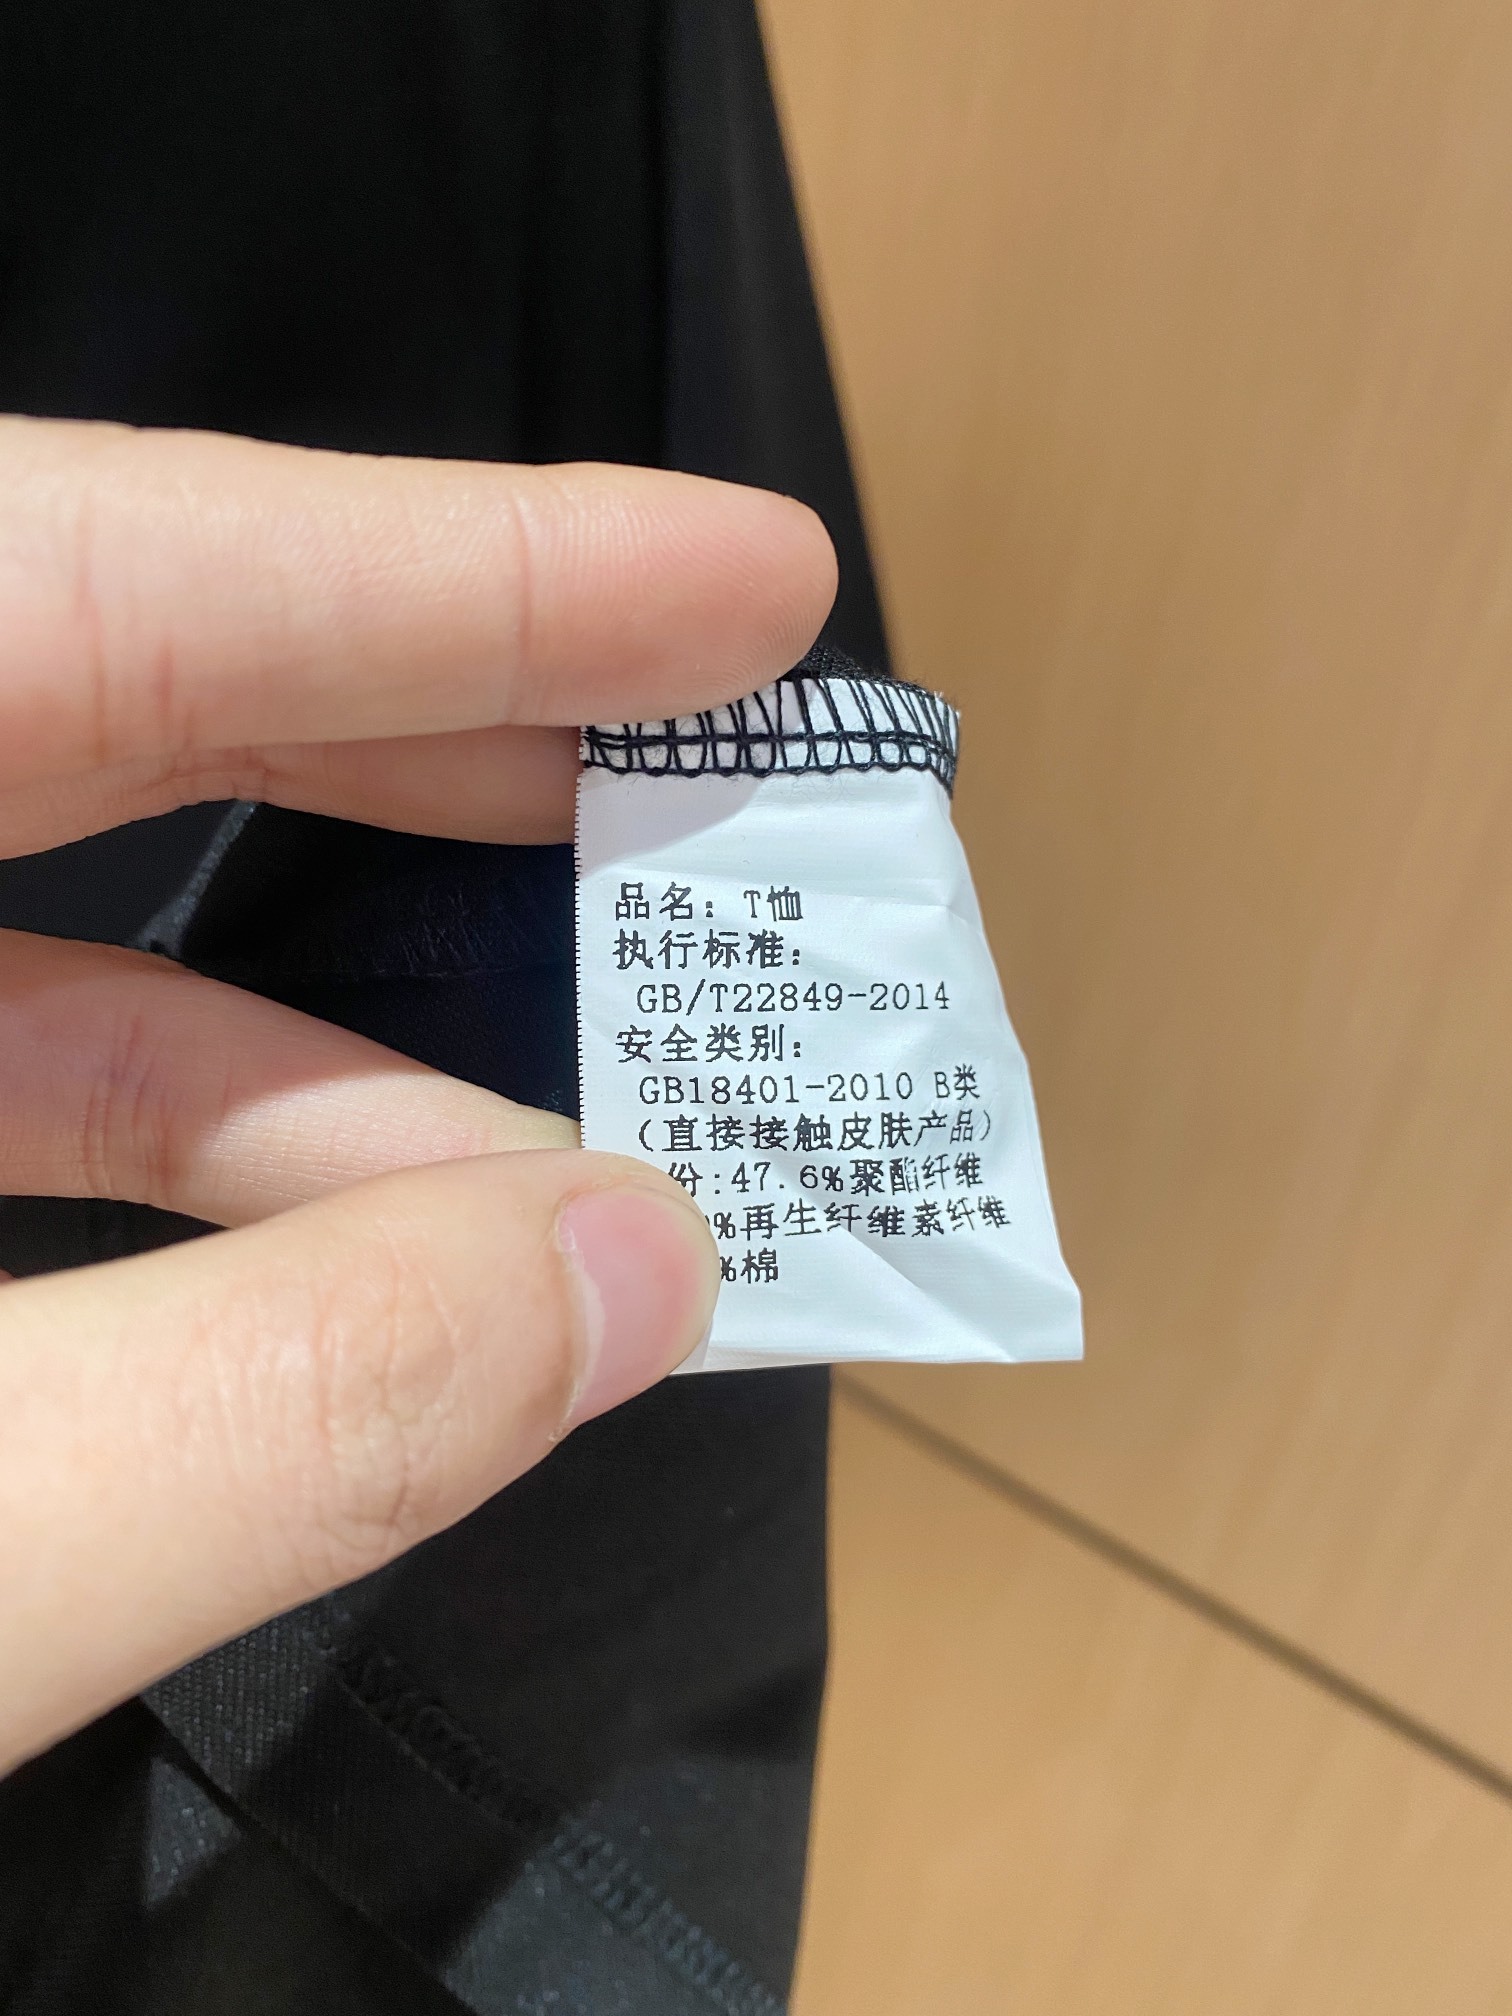 品名: T恤
执行标准:
GB/T22849-2014
安全类别:
GB18401-2010 B类
(直接接触皮肤产品)
份:47.6%聚酯纤维
%再生纤维素纤维
%棉